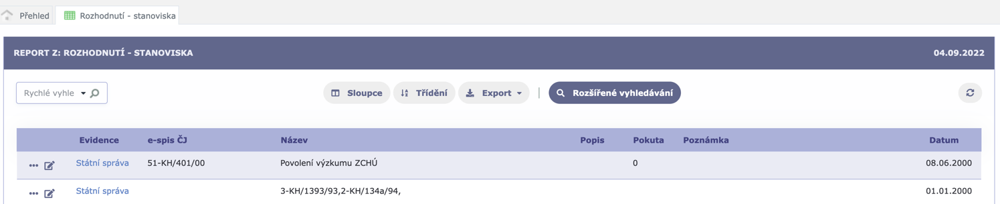 Přehled Rozhodnutí - stanoviska
REPORT Z: ROZHODNUTÍ - STANOVISKA 04.09.2022
Rychlé vyhle Sloupce Třídění Export Rozšířené vyhledávání
Evidence e-spis ČJ Název Popis Pokuta Poznámka Datum
Státní správa 51-KH/401/00 Povolení výzkumu ZCHÚ 0 08.06.2000
Státní správa 3-KH/1393/93,2-KH/134a/94, 01.01.2000